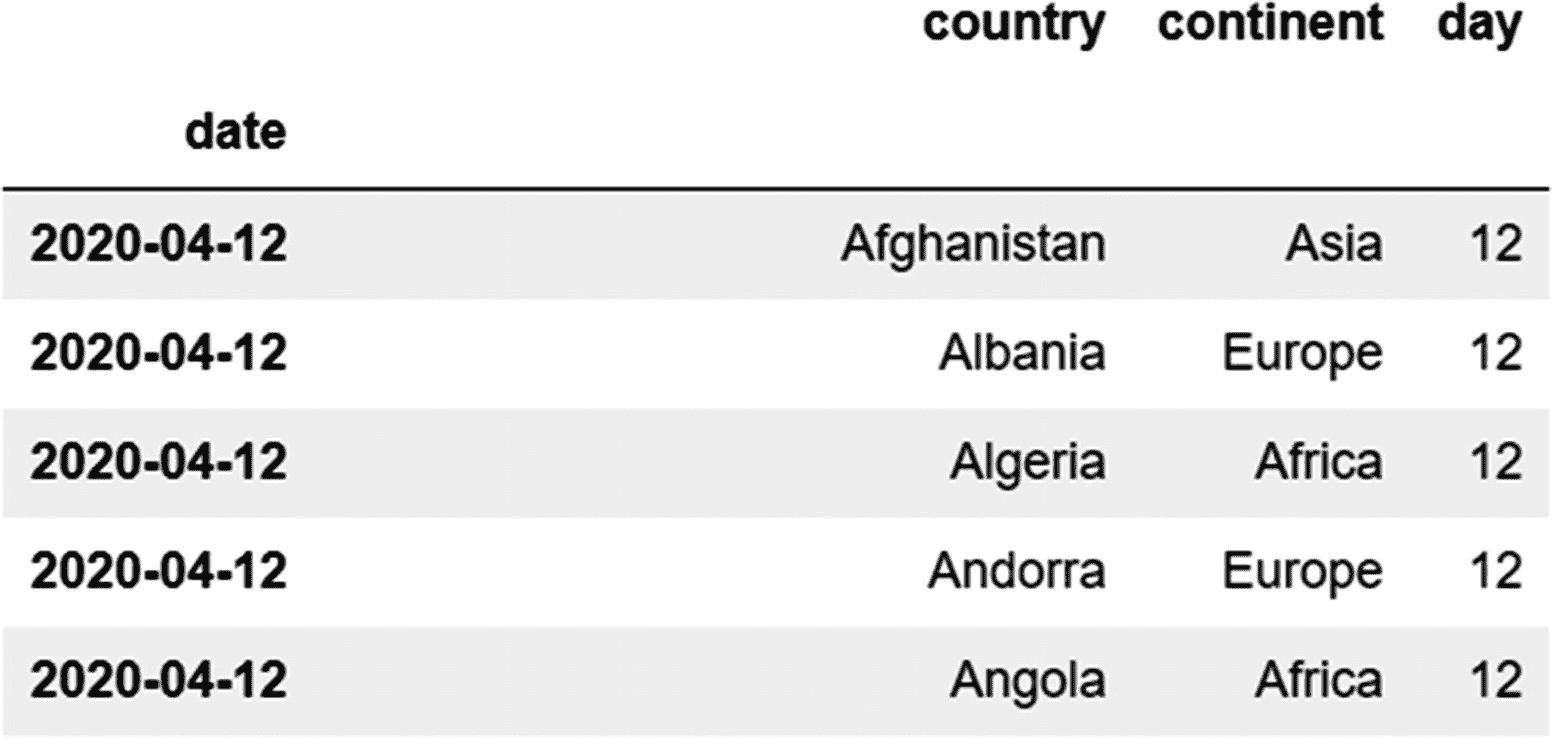 country continent day
date
2020-04-12 Afghanistan Asia 12
2020-04-12 Albania Europe 12
2020-04-12 Algeria Africa 12
2020-04-12 Andorra Europe 12
2020-04-12 Angola Africa 12